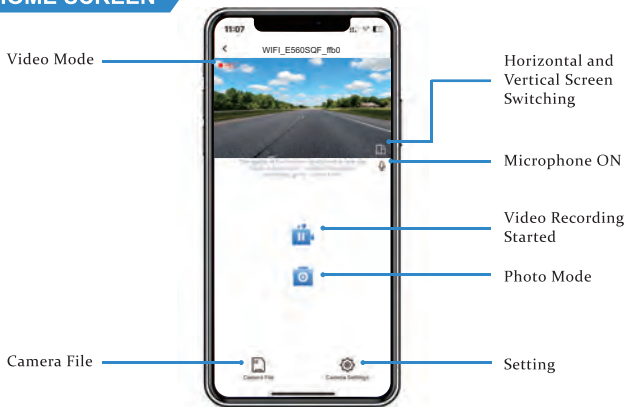 HOME SCREEN
11:07
WIFI_E560SQF_ffb0
Video Mode
Horizontal and
Vertical Screen
Switching
Microphone ON
Video Recording
Started
Photo Mode
Camera File
Setting
Camera File
Camera Settings